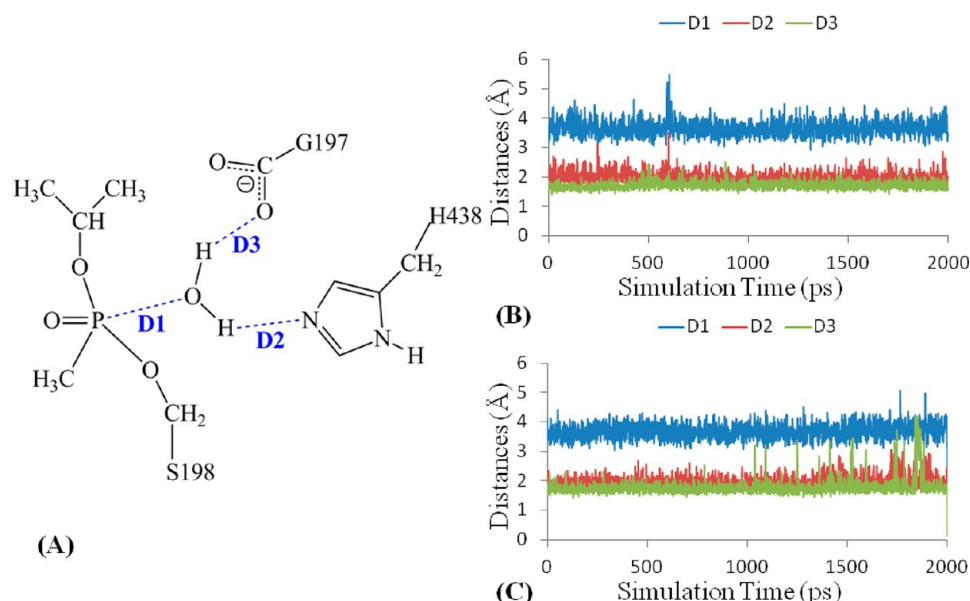 O
C
G197
⊖
O
H3C
CH3
CH
H
D3
H438
O
O
CH2
O=P
D1
H
D2
N
H3C
O
N
H
CH2
S198
(A)
D1 D2 D3
6
5
4
3
2
1
0
Distances (Å)
0 500 1000 1500 2000
Simulation Time (ps)
(B)
D1 D2 D3
6
5
4
3
2
1
0
Distances (Å)
0 500 1000 1500 2000
Simulation Time (ps)
(C)